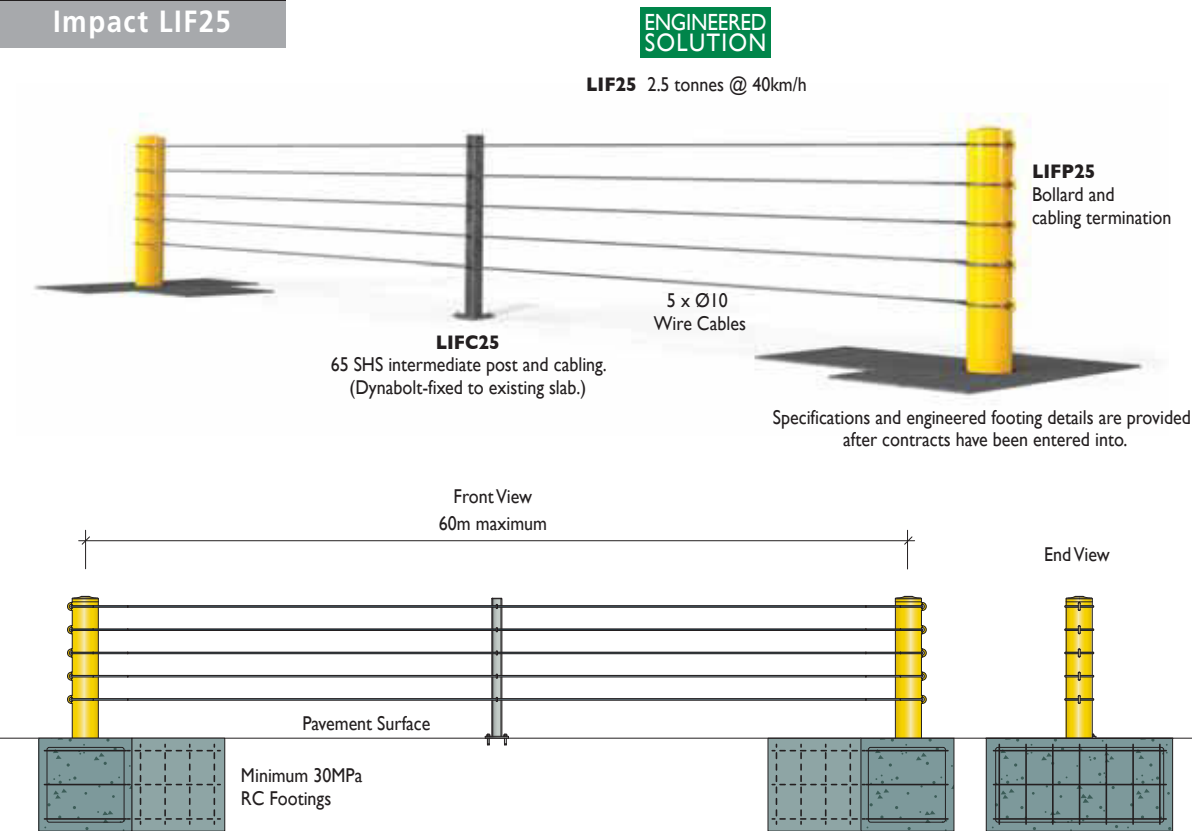 Impact LIF25
ENGINEERED
SOLUTION
LIF25 2.5 tonnes @ 40km/h
LIFP25
Bollard and
cabling termination
5 x Ø10
Wire Cables
LIFC25
65 SHS intermediate post and cabling.
(Dynabolt-fixed to existing slab.)
Specifications and engineered footing details are provided
after contracts have been entered into.
Front View
60m maximum
End View
Pavement Surface
Minimum 30MPa
RC Footings